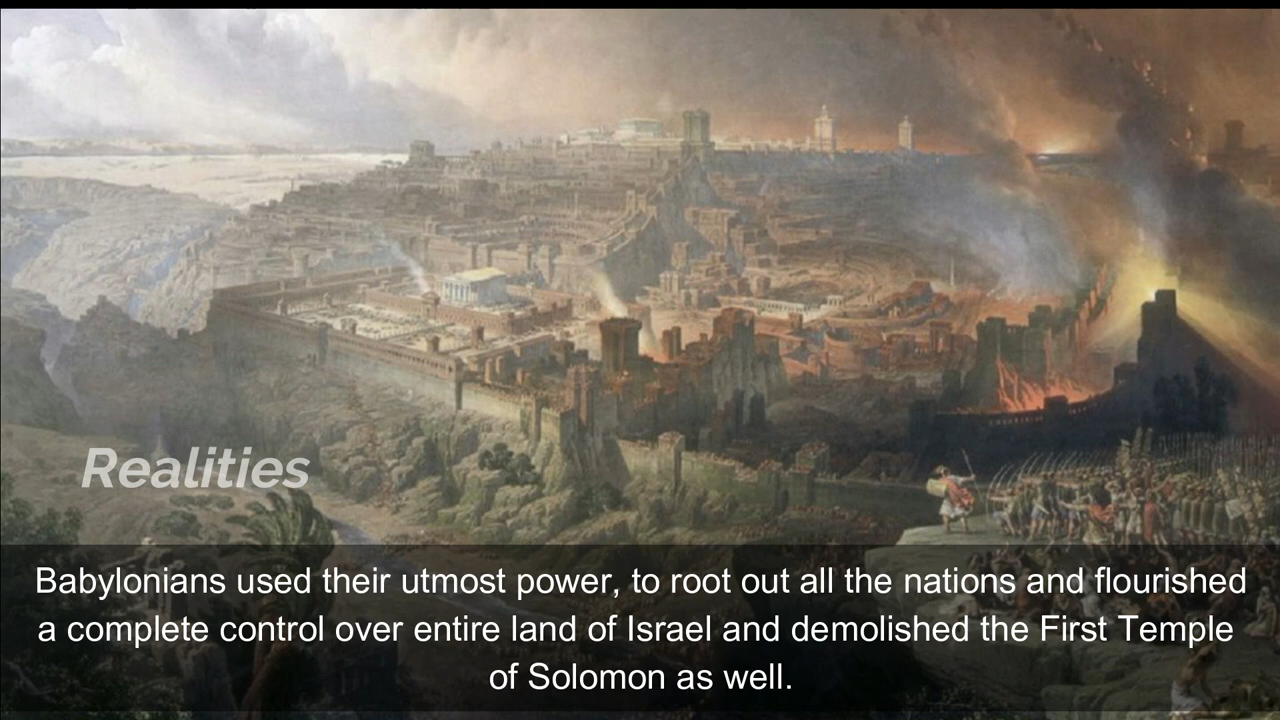 Realities
Babylonians used their utmost power, to root out all the nations and flourished
a complete control over entire land of Israel and demolished the First Temple
of Solomon as well.